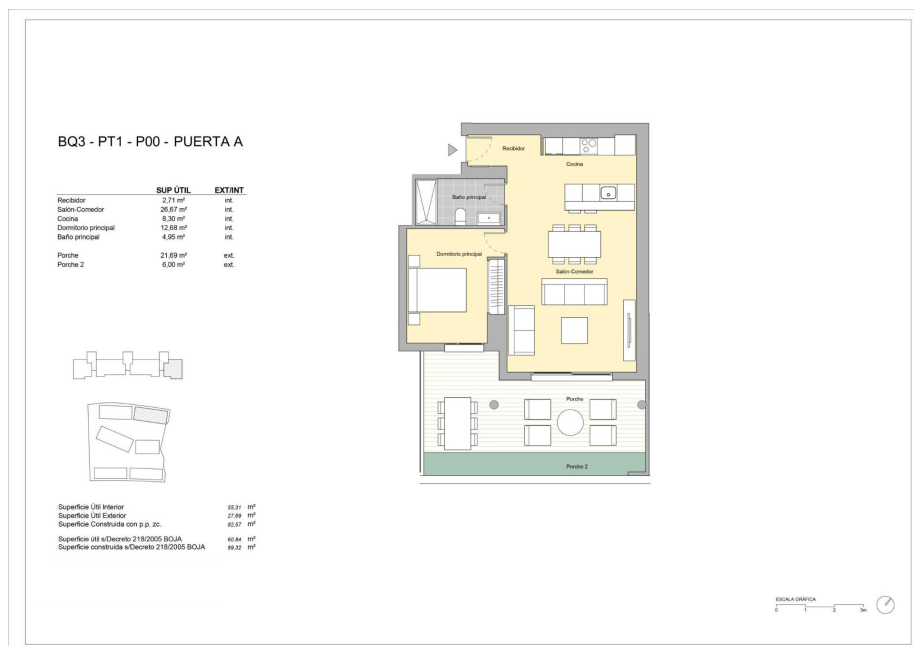 BQ3 - PT1 - P00 - PUERTA A
SUP ÚTIL EXT/INT
Recibidor 2,71 m² int.
Salón-Comedor 26,67 m² int.
Cocina 8,30 m² int.
Dormitorio principal 12,68 m² int.
Baño principal 4,95 m² int.
Porche 21,69 m² ext.
Porche 2 6,00 m² ext.
Recibidor
Cocina
Baño principal
Dormitorio principal
Salón-Comedor
Porche
Porche 2
Superficie Útil Interior 55,31 m²
Superficie Útil Exterior 27,69 m²
Superficie Construida con p.p. zc. 82,57 m²
Superficie útil s/Decreto 218/2005 BOJA 60,84 m²
Superficie construida s/Decreto 218/2005 BOJA 89,32 m²
ESCALA GRÁFICA
0 1 2 3m